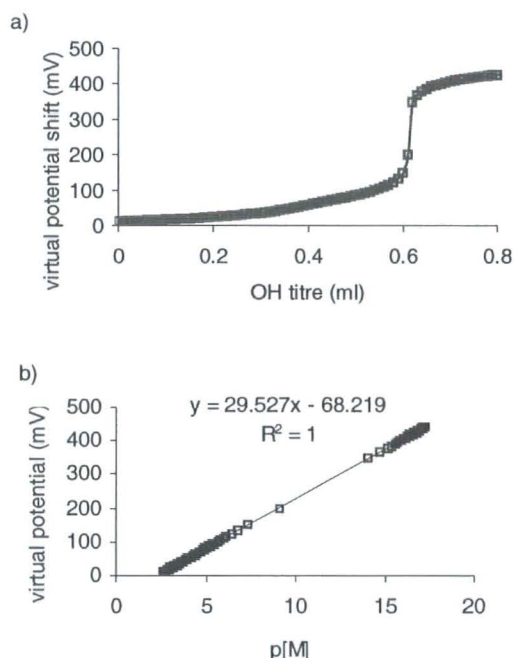 a)
500
400
300
200
100
0
virtual potential shift (mV)
0 0.2 0.4 0.6 0.8
OH titre (ml)
b)
y = 29.527x - 68.219
R² = 1
500
400
300
200
100
0
virtual potential (mV)
0 5 10 15 20
p[M]